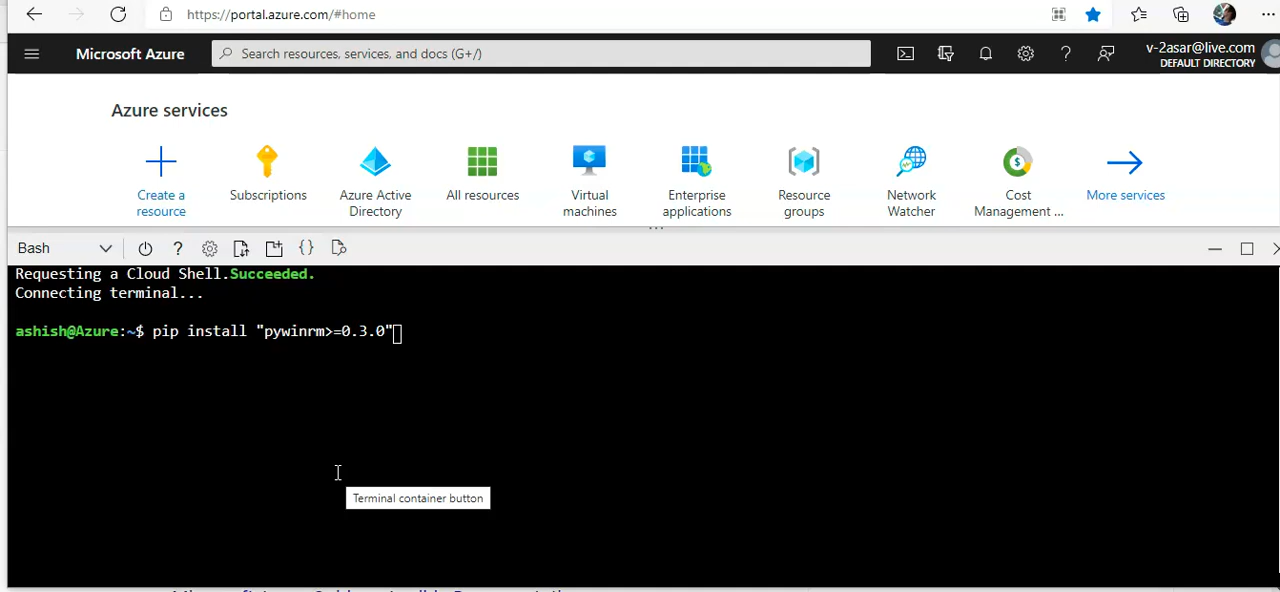 https://portal.azure.com/#home
Microsoft Azure
Search resources, services, and docs (G+/)
v-2asar@live.com
DEFAULT DIRECTORY
Azure services
Create a resource
Subscriptions
Azure Active Directory
All resources
Virtual machines
Enterprise applications
Resource groups
Network Watcher
Cost Management ...
More services
Bash
Requesting a Cloud Shell.Succeeded.
Connecting terminal...
ashish@Azure:~$ pip install "pywinrm>=0.3.0"
Terminal container button